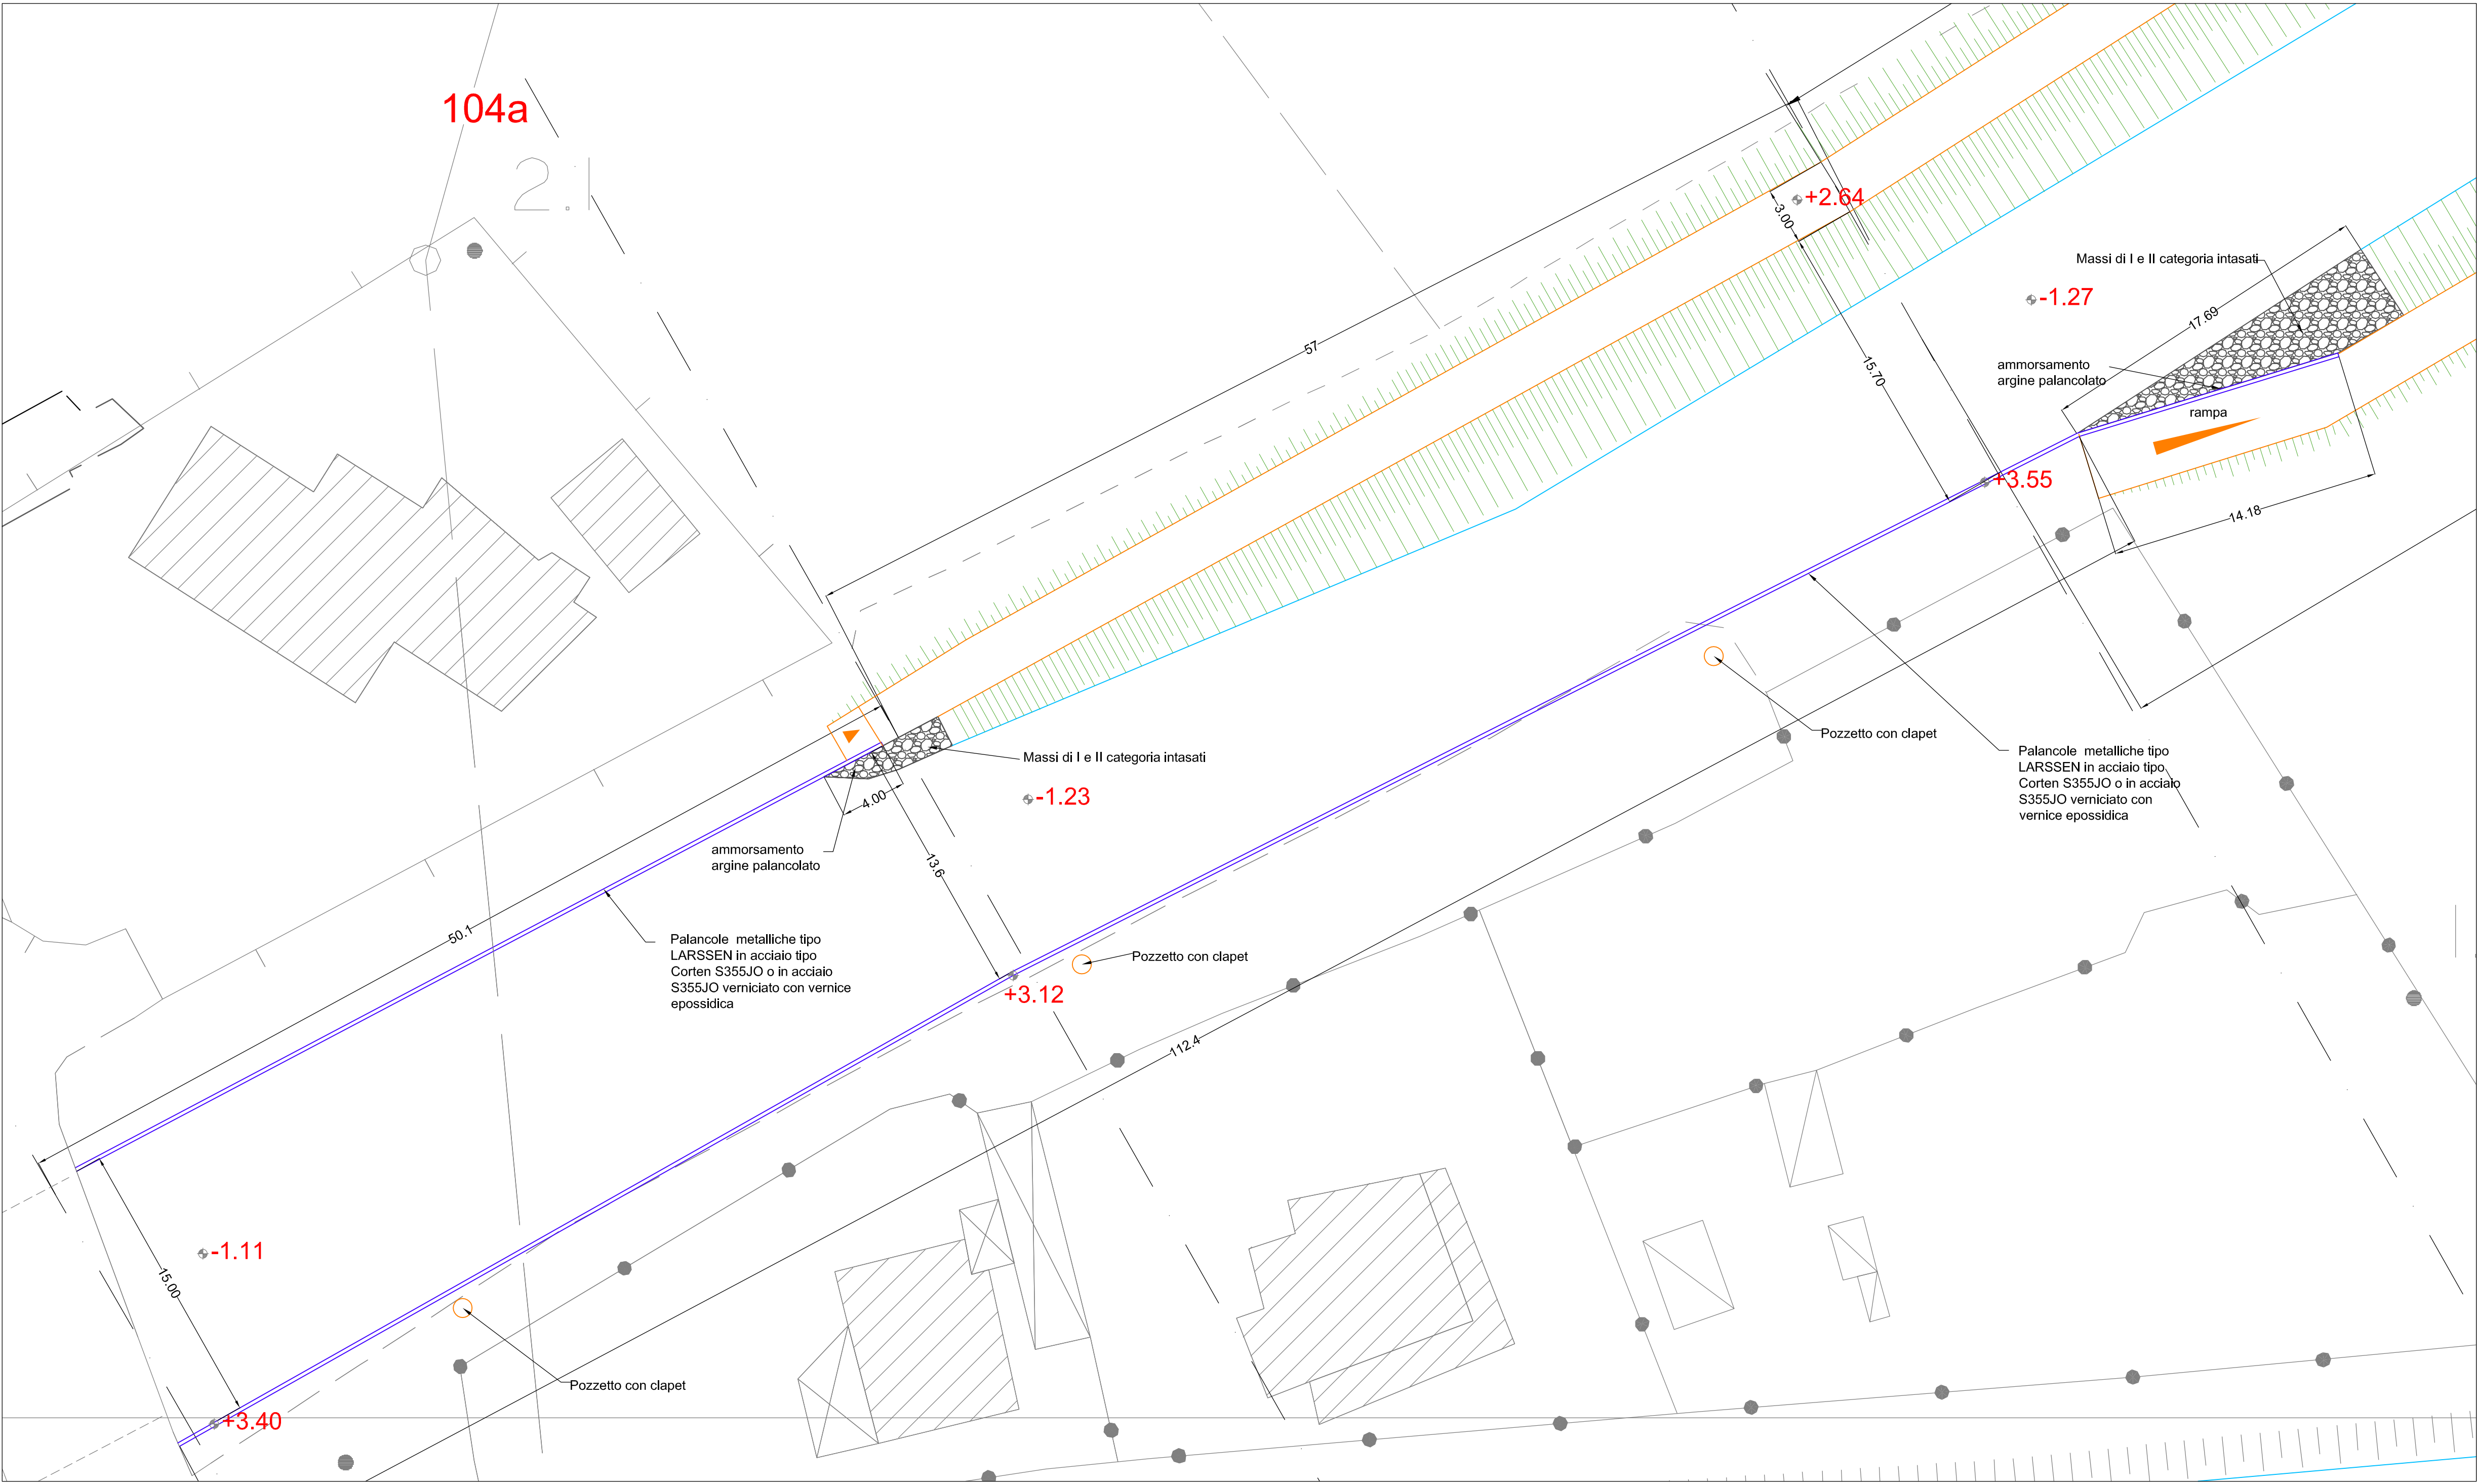 104a
2.1
+2.64
3.00
Massi di I e II categoria intasati
-1.27
17.69
57
15.70
ammorsamento
argine palancolato
rampa
+3.55
14.18
Pozzetto con clapet
Massi di I e II categoria intasati
Palancole metalliche tipo
LARSSEN in acciaio tipo
Corten S355JO o in acciaio
S355JO verniciato con
vernice epossidica
-1.23
4.00
ammorsamento
argine palancolato
13.6
50.1
Palancole metalliche tipo
LARSSEN in acciaio tipo
Corten S355JO o in acciaio
S355JO verniciato con vernice
epossidica
Pozzetto con clapet
+3.12
112.4
-1.11
15.00
Pozzetto con clapet
+3.40